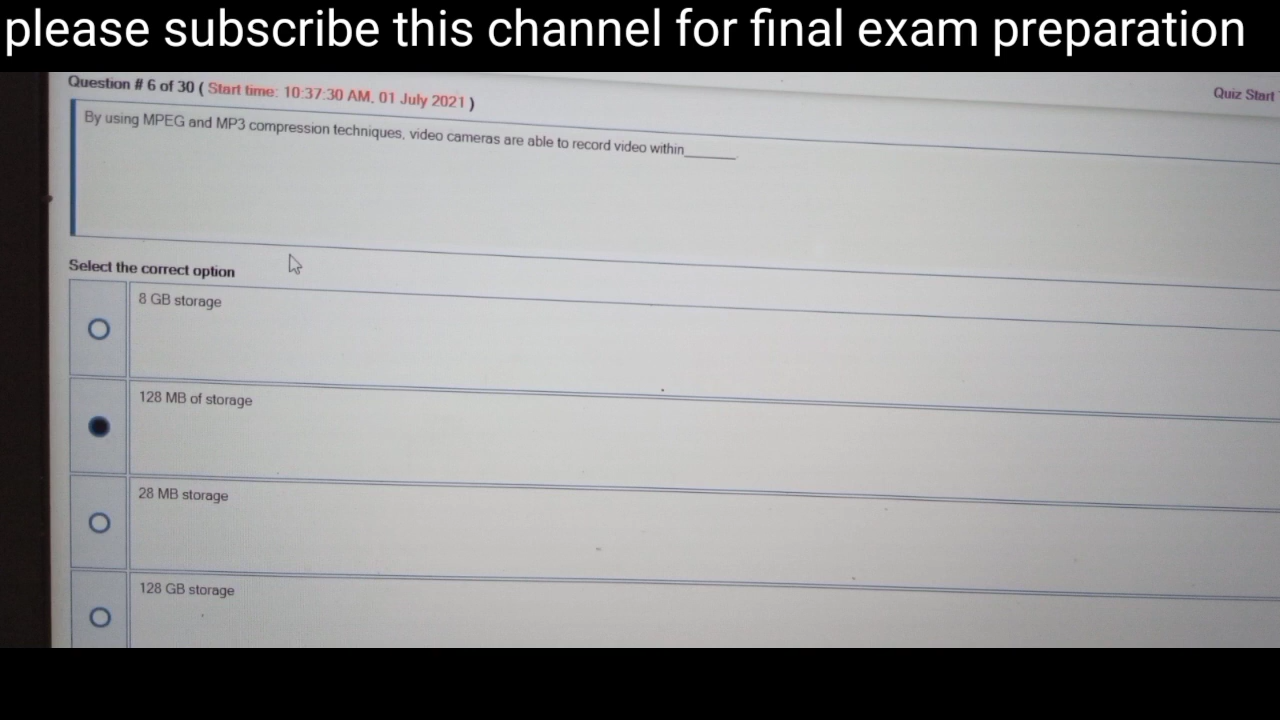 please subscribe this channel for final exam preparation
Question # 6 of 30 ( Start time: 10:37:30 AM, 01 July 2021 )
Quiz Start
By using MPEG and MP3 compression techniques, video cameras are able to record video within______
Select the correct option
8 GB storage
128 MB of storage
28 MB storage
128 GB storage